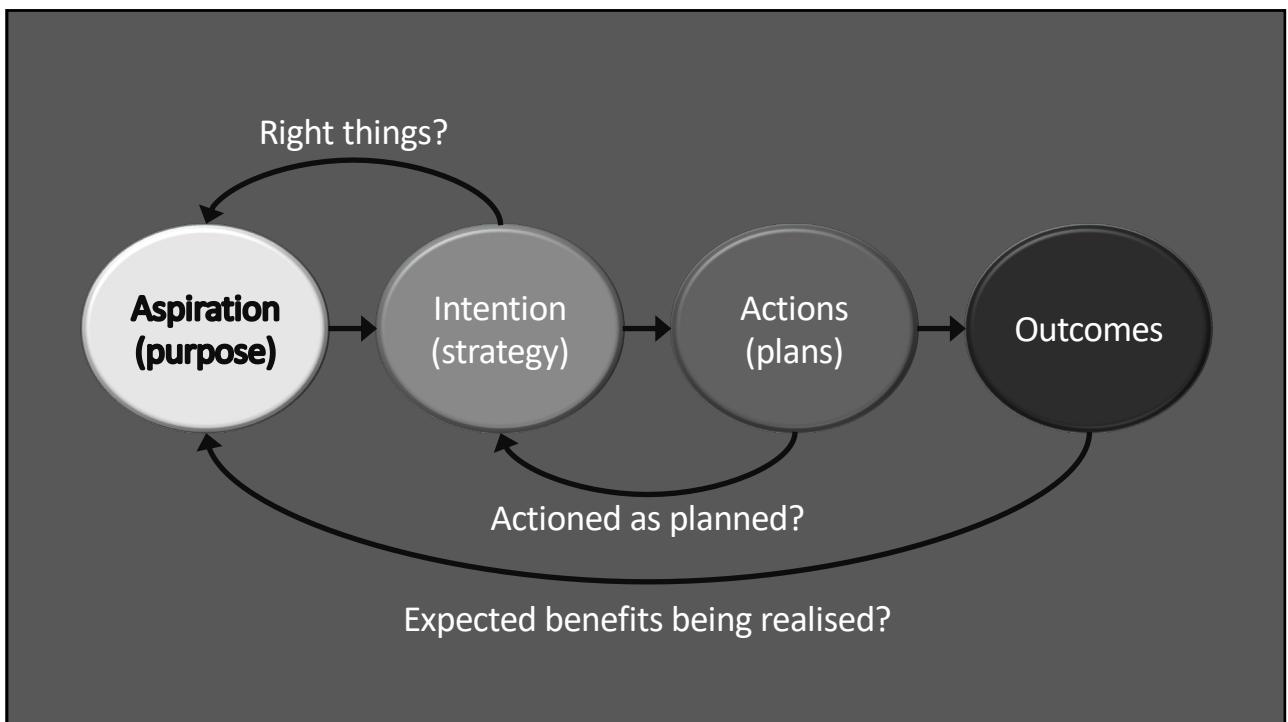 Right things?
Aspiration
(purpose)
Intention
(strategy)
Actions
(plans)
Outcomes
Actioned as planned?
Expected benefits being realised?